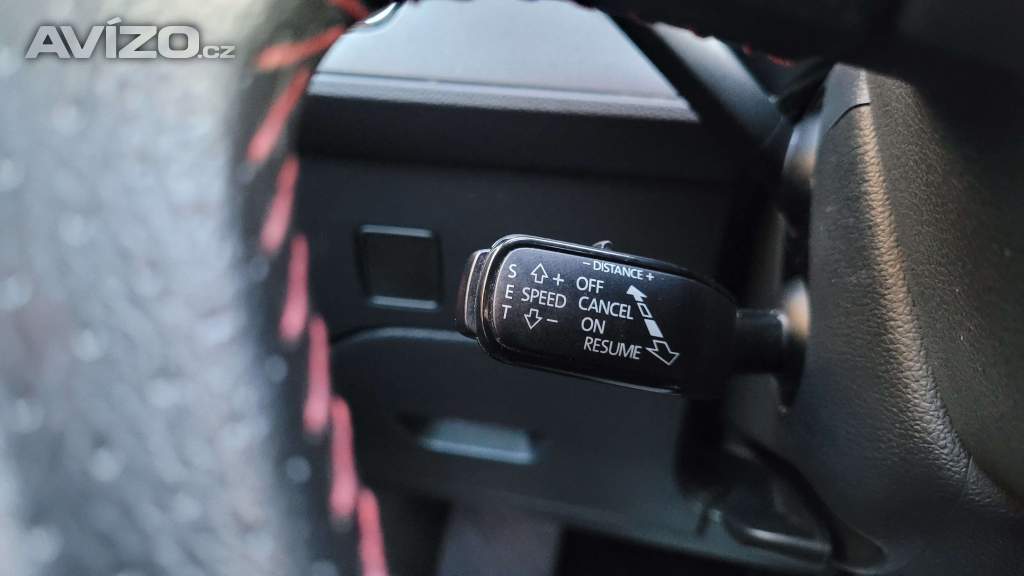 AVÍZO.cz
– DISTANCE +
S + OFF
E SPEED CANCEL
T – ON
RESUME